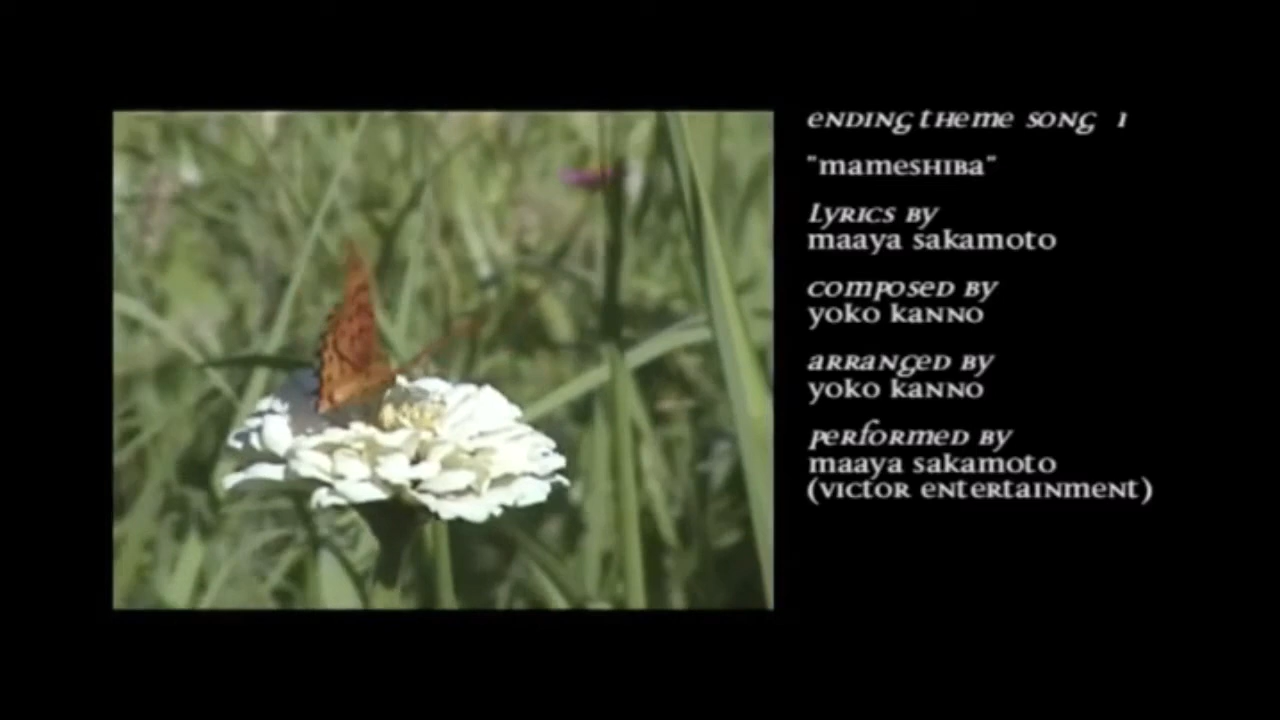 ENDING THEME SONG 1
"mameSHIBa"
LYRICS BY
maaya sakamoto
composed by
yoko kanno
arranged by
yoko kanno
performed by
maaya sakamoto
(VICTOR ENTERTAINMENT)